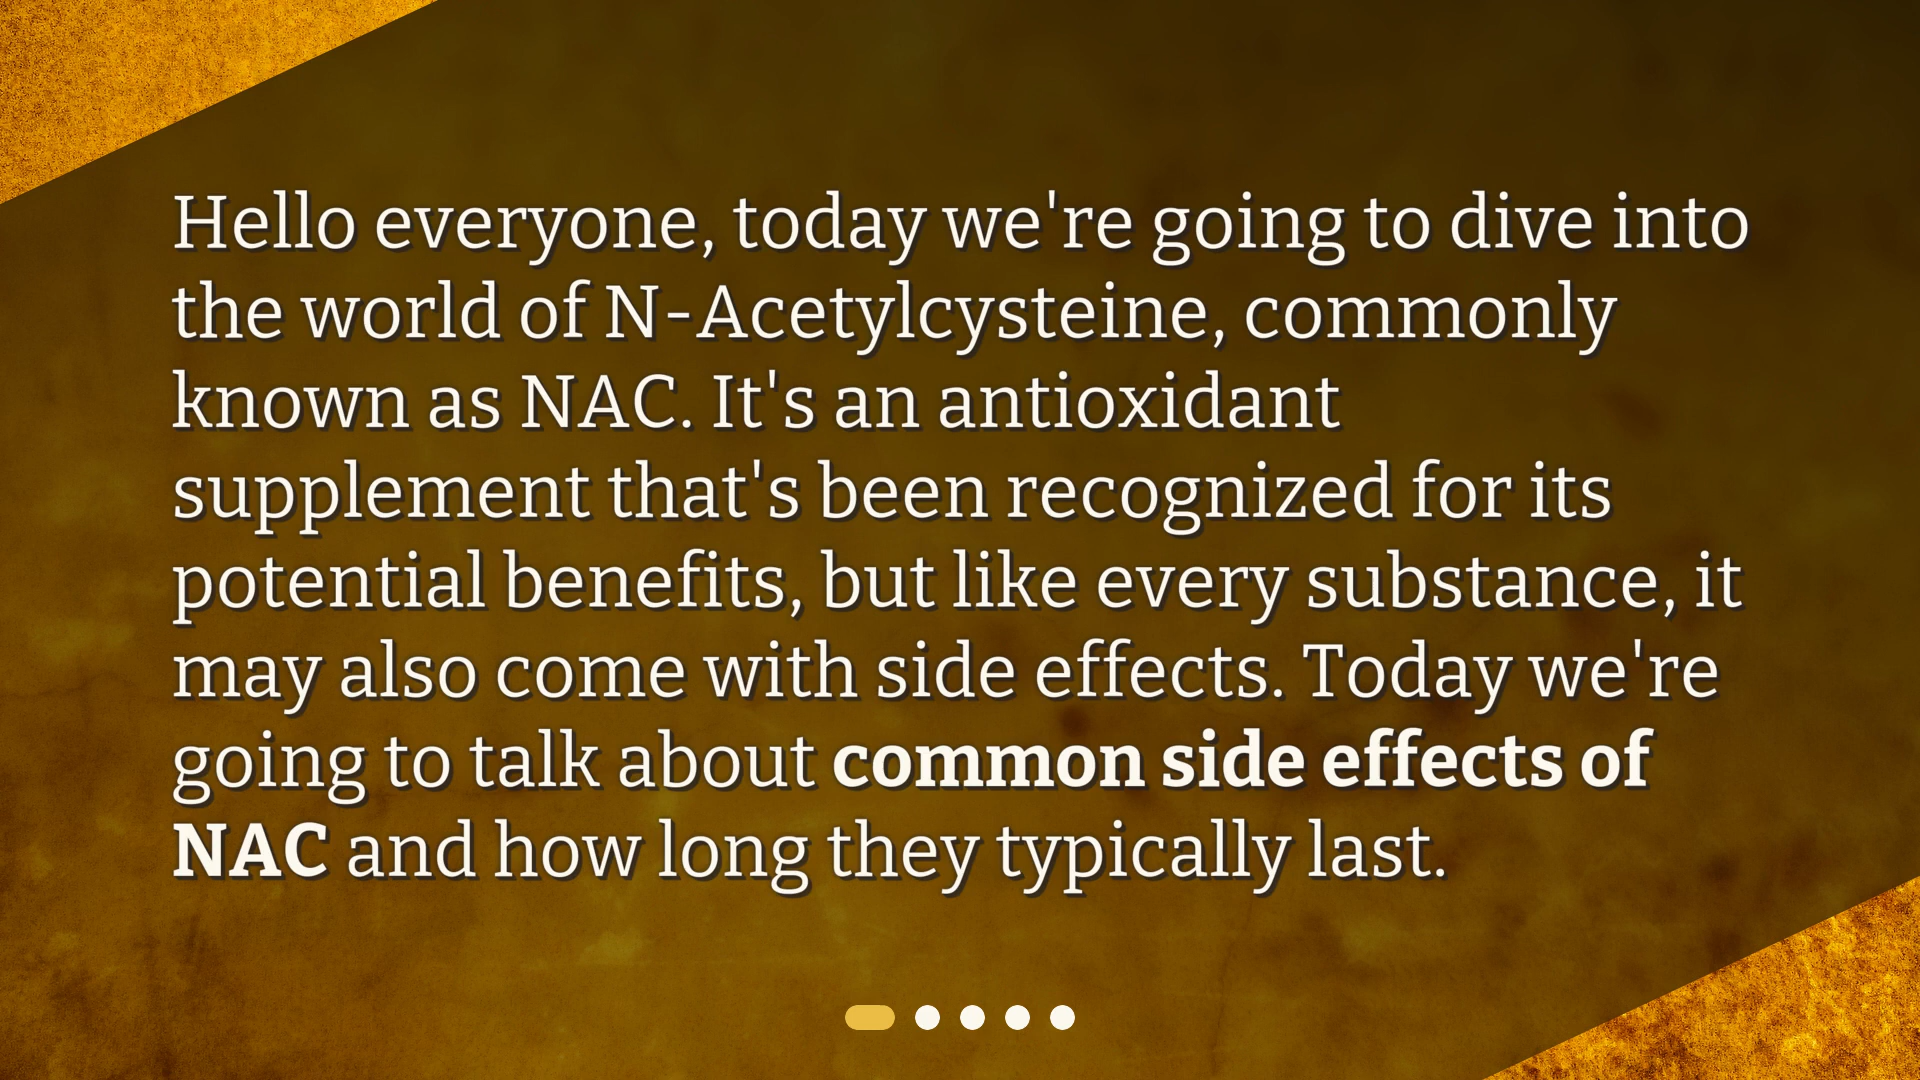 Hello everyone, today we're going to dive into
the world of N-Acetylcysteine, commonly
known as NAC. It's an antioxidant
supplement that's been recognized for its
potential benefits, but like every substance, it
may also come with side effects. Today we're
going to talk about common side effects of
NAC and how long they typically last.